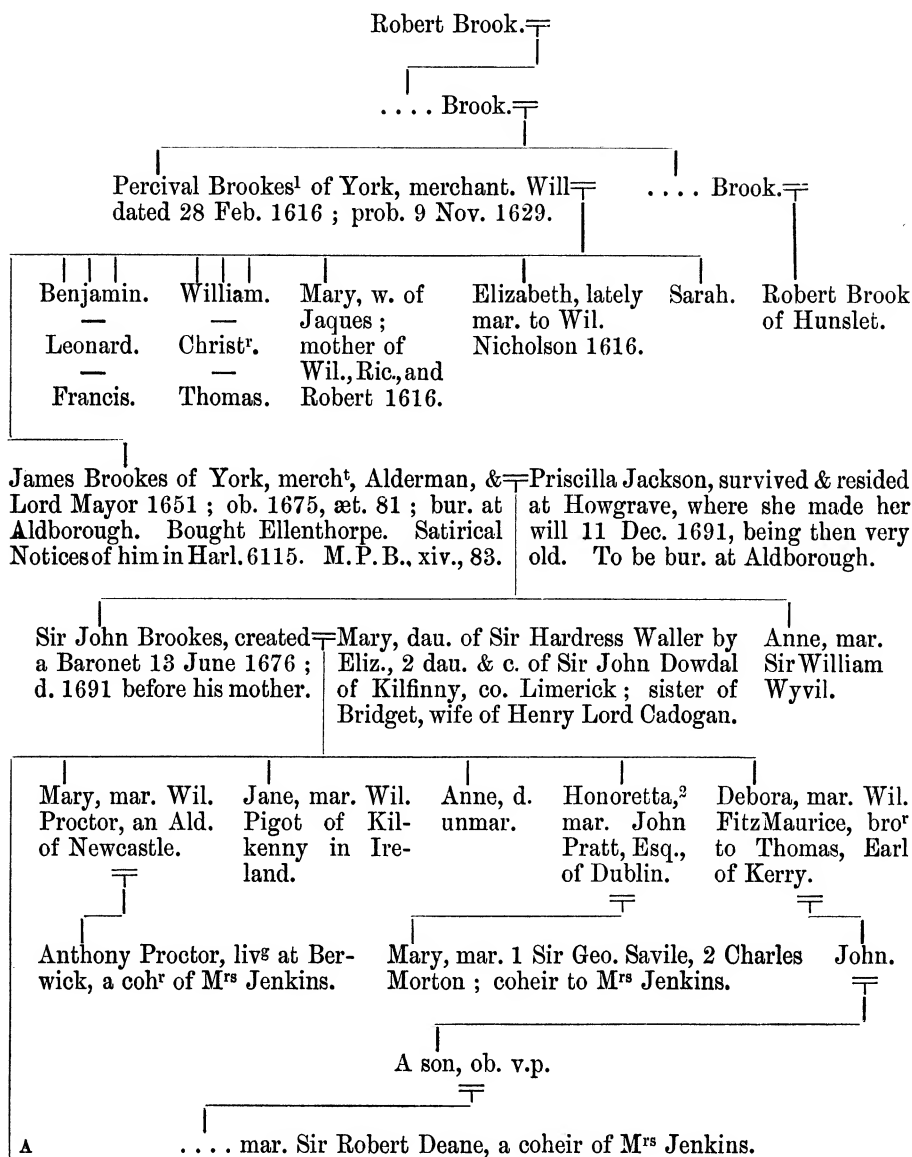 Robert Brook.
. . . . Brook.
Percival Brookes¹ of York, merchant. Will
dated 28 Feb. 1616 ; prob. 9 Nov. 1629.
. . . . Brook.
Benjamin.
—
Leonard.
—
Francis.
William.
—
Christʳ.
—
Thomas.
Mary, w. of
Jaques ;
mother of
Wil., Ric., and
Robert 1616.
Elizabeth, lately
mar. to Wil.
Nicholson 1616.
Sarah.
Robert Brook
of Hunslet.
James Brookes of York, mercht, Alderman, &
Lord Mayor 1651 ; ob. 1675, æt. 81 ; bur. at
Aldborough. Bought Ellenthorpe. Satirical
Notices of him in Harl. 6115. M.P.B., xiv., 83.
Priscilla Jackson, survived & resided
at Howgrave, where she made her
will 11 Dec. 1691, being then very
old. To be bur. at Aldborough.
Sir John Brookes, created
a Baronet 13 June 1676 ;
d. 1691 before his mother.
Mary, dau. of Sir Hardress Waller by
Eliz., 2 dau. & c. of Sir John Dowdal
of Kilfinny, co. Limerick ; sister of
Bridget, wife of Henry Lord Cadogan.
Anne, mar.
Sir William
Wyvil.
Mary, mar. Wil.
Proctor, an Ald.
of Newcastle.
Jane, mar. Wil.
Pigot of Kil-
kenny in Ire-
land.
Anne, d.
unmar.
Honoretta,²
mar. John
Pratt, Esq.,
of Dublin.
Debora, mar. Wil.
FitzMaurice, broʳ
to Thomas, Earl
of Kerry.
Anthony Proctor, livᵍ at Ber-
wick, a cohʳ of Mʳˢ Jenkins.
Mary, mar. 1 Sir Geo. Savile, 2 Charles
Morton ; coheir to Mʳˢ Jenkins.
John.
A son, ob. v.p.
A
. . . . mar. Sir Robert Deane, a coheir of Mʳˢ Jenkins.